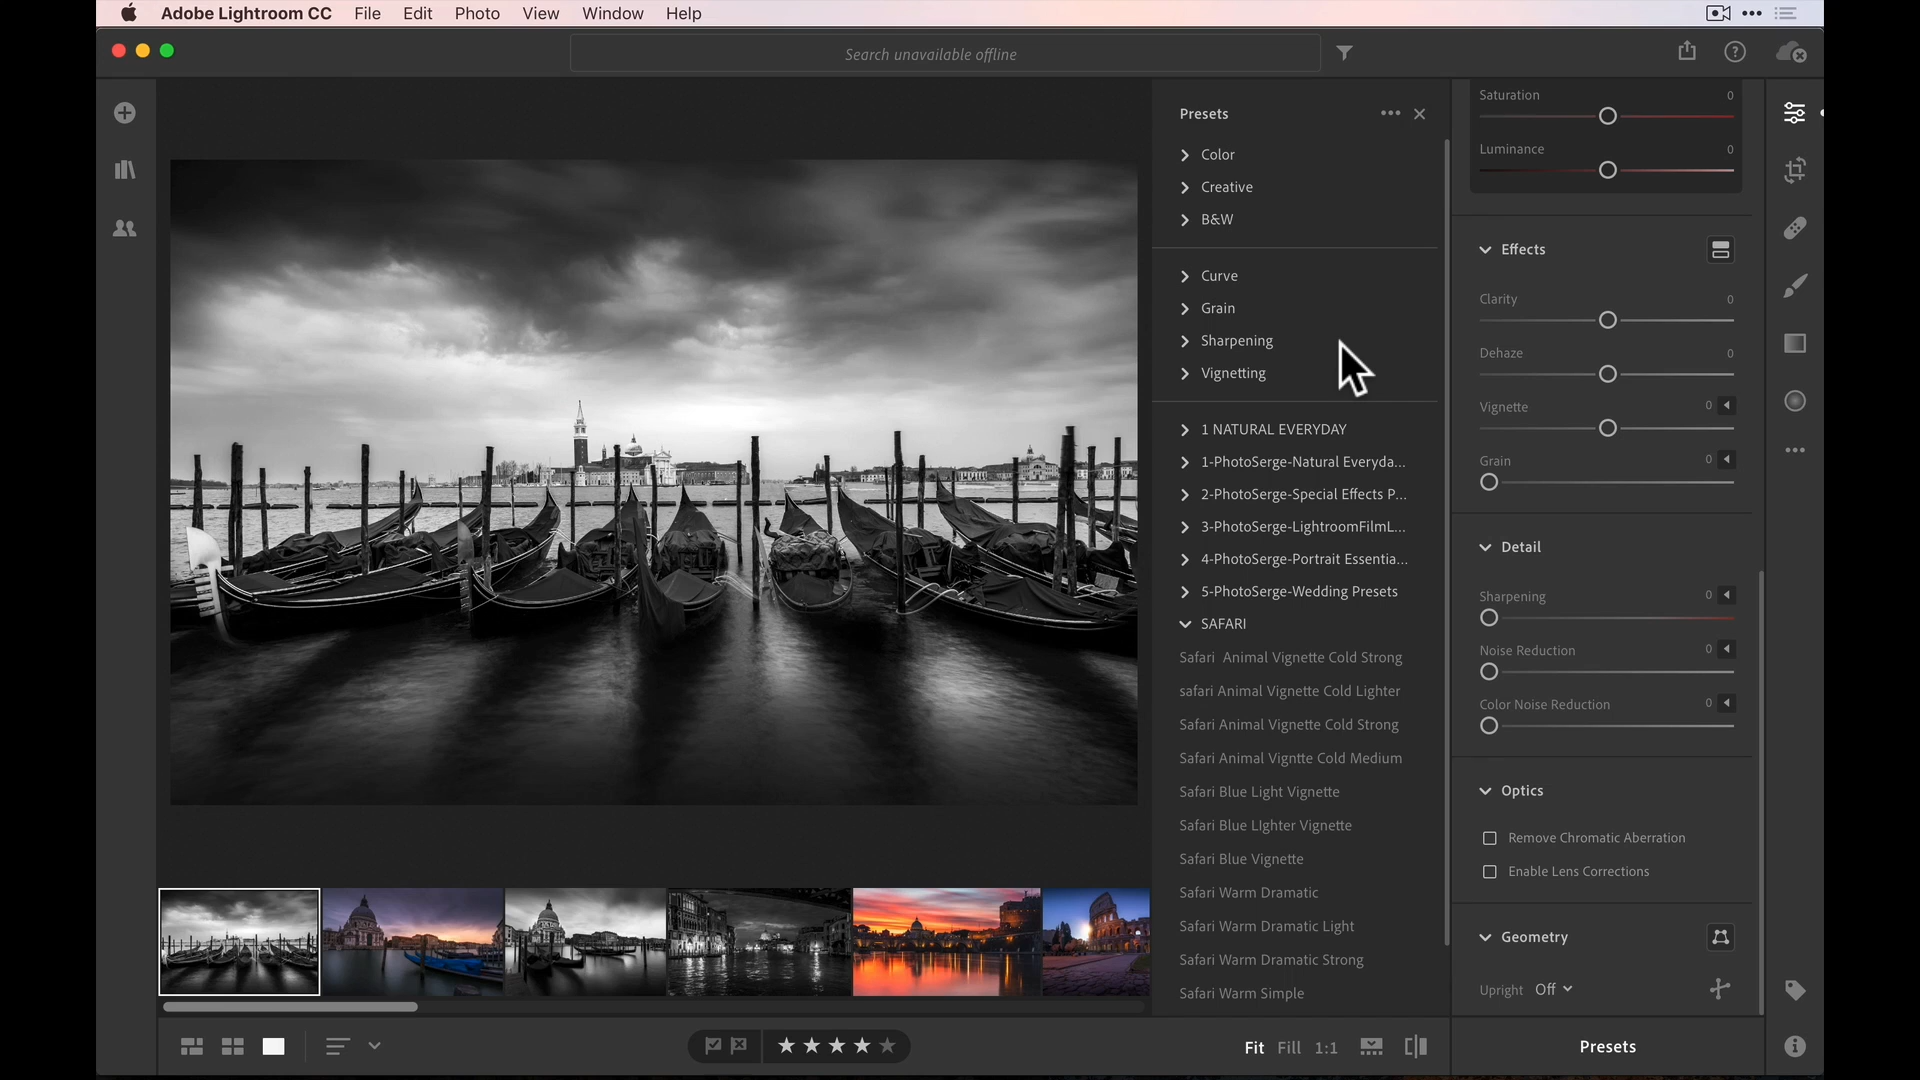 Adobe Lightroom CC File Edit Photo View Window Help
Search unavailable offline
Presets
Color
Creative
B&W
Curve
Grain
Sharpening
Vignetting
1 NATURAL EVERYDAY
1-PhotoSerge-Natural Everyda...
2-PhotoSerge-Special Effects P...
3-PhotoSerge-LightroomFilmL...
4-PhotoSerge-Portrait Essentia...
5-PhotoSerge-Wedding Presets
SAFARI
Safari  Animal Vignette Cold Strong
safari Animal Vignette Cold Lighter
Safari Animal Vignette Cold Strong
Safari Animal Vigntte Cold Medium
Safari Blue Light Vignette
Safari Blue LIghter Vignette
Safari Blue Vignette
Safari Warm Dramatic
Safari Warm Dramatic Light
Safari Warm Dramatic Strong
Safari Warm Simple
Saturation 0
Luminance 0
Effects
Clarity 0
Dehaze 0
Vignette 0
Grain 0
Detail
Sharpening 0
Noise Reduction 0
Color Noise Reduction 0
Optics
Remove Chromatic Aberration
Enable Lens Corrections
Geometry
Upright Off
Fit Fill 1:1
Presets